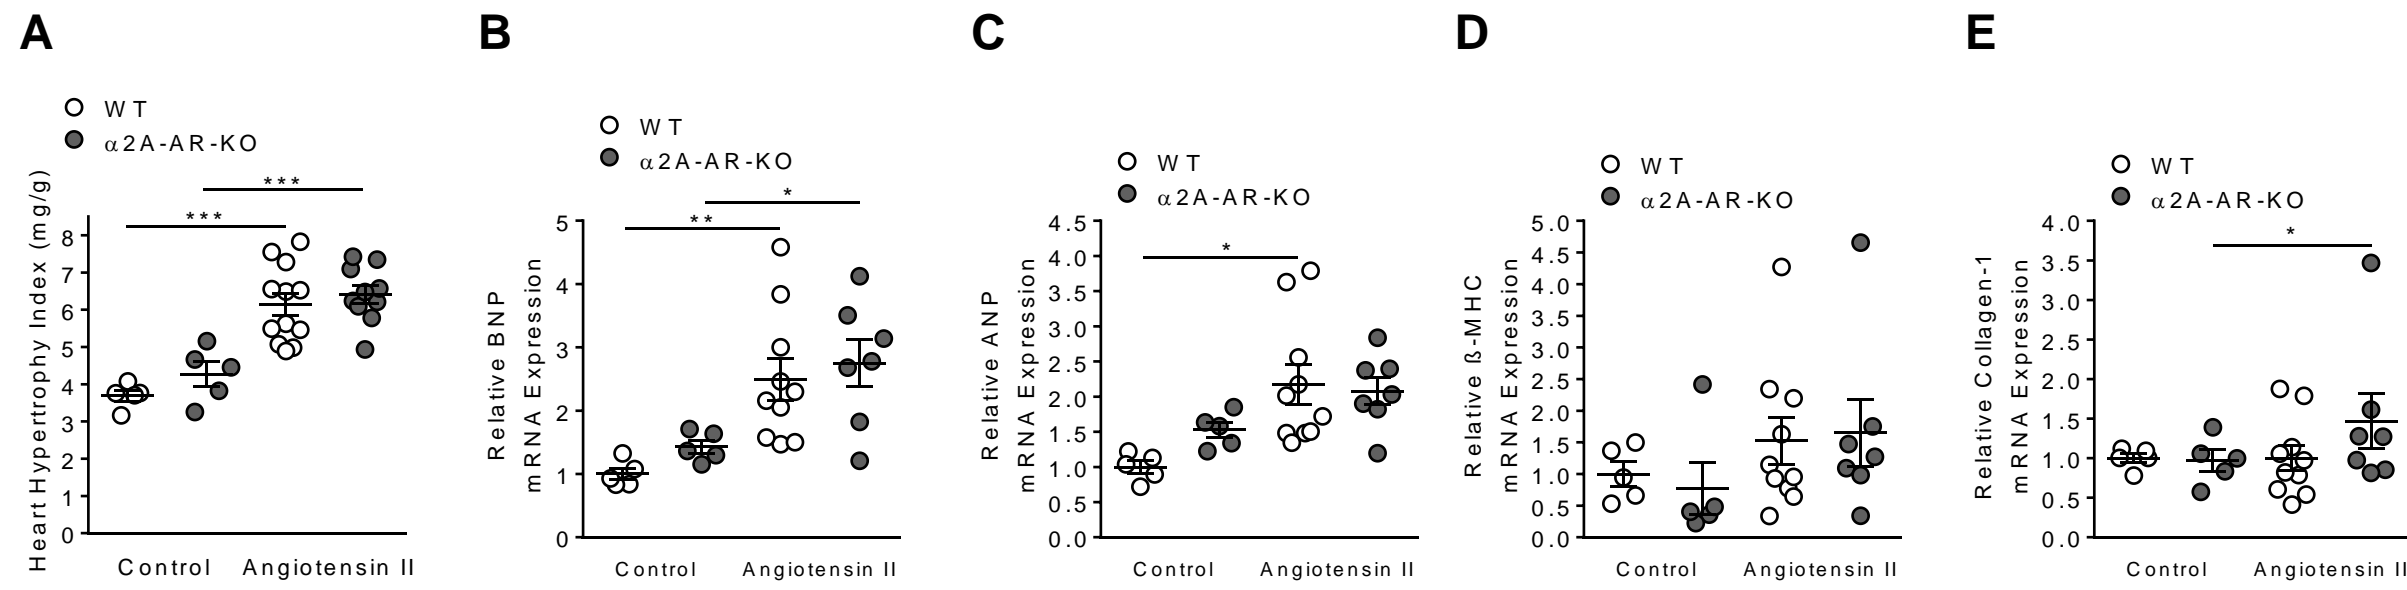 A
WT
α2A-AR-KO
***
***
Heart Hypertrophy Index (mg/g)
8
7
6
5
4
3
2
1
0
Control Angiotensin II
B
WT
α2A-AR-KO
*
**
Relative BNP
mRNA Expression
5
4
3
2
1
0
Control Angiotensin II
C
WT
α2A-AR-KO
*
Relative ANP
mRNA Expression
4.5
4.0
3.5
3.0
2.5
2.0
1.5
1.0
0.5
0.0
Control Angiotensin II
D
WT
α2A-AR-KO
Relative ß-MHC
mRNA Expression
5.0
4.5
4.0
3.5
3.0
2.5
2.0
1.5
1.0
0.5
0.0
Control Angiotensin II
E
WT
α2A-AR-KO
*
Relative Collagen-1
mRNA Expression
4.0
3.5
3.0
2.5
2.0
1.5
1.0
0.5
0.0
Control Angiotensin II